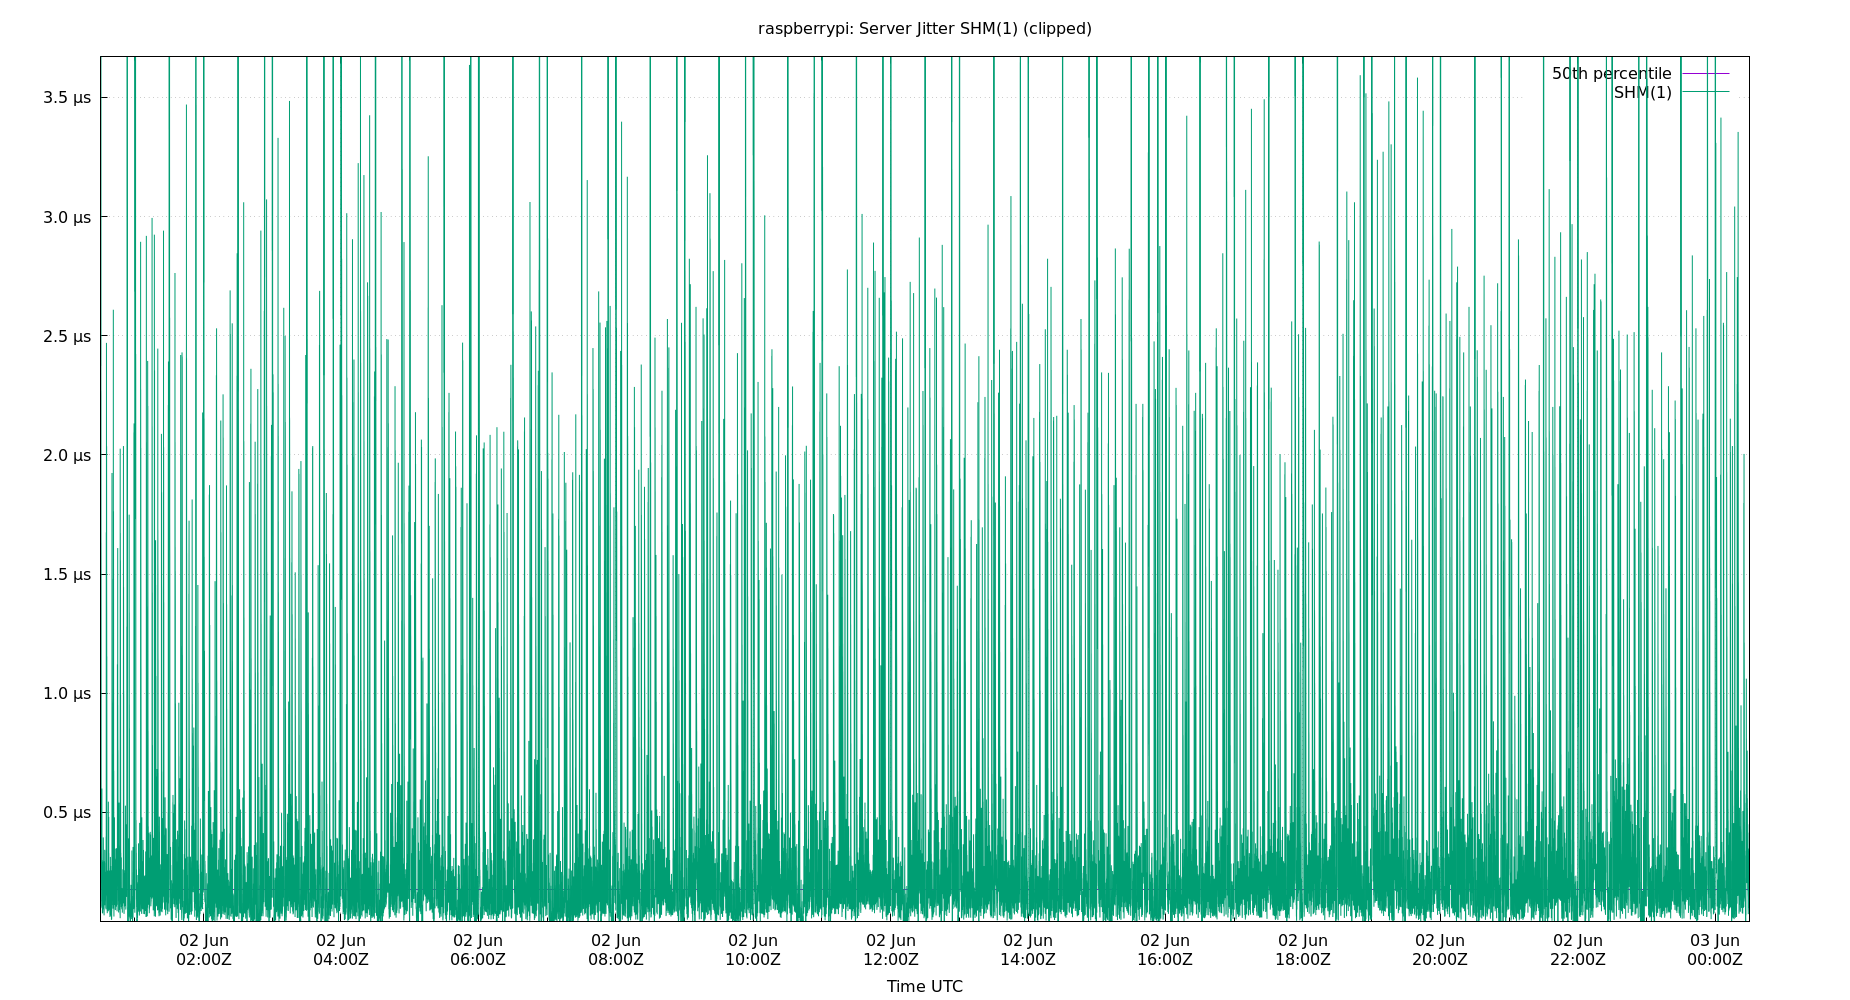 raspberrypi: Server Jitter SHM(1) (clipped)
50th percentile
SHM(1)
3.5 µs
3.0 µs
2.5 µs
2.0 µs
1.5 µs
1.0 µs
0.5 µs
02 Jun 02 Jun 02 Jun 02 Jun 02 Jun 02 Jun 02 Jun 02 Jun 02 Jun 02 Jun 02 Jun 03 Jun
02:00Z 04:00Z 06:00Z 08:00Z 10:00Z 12:00Z 14:00Z 16:00Z 18:00Z 20:00Z 22:00Z 00:00Z
Time UTC